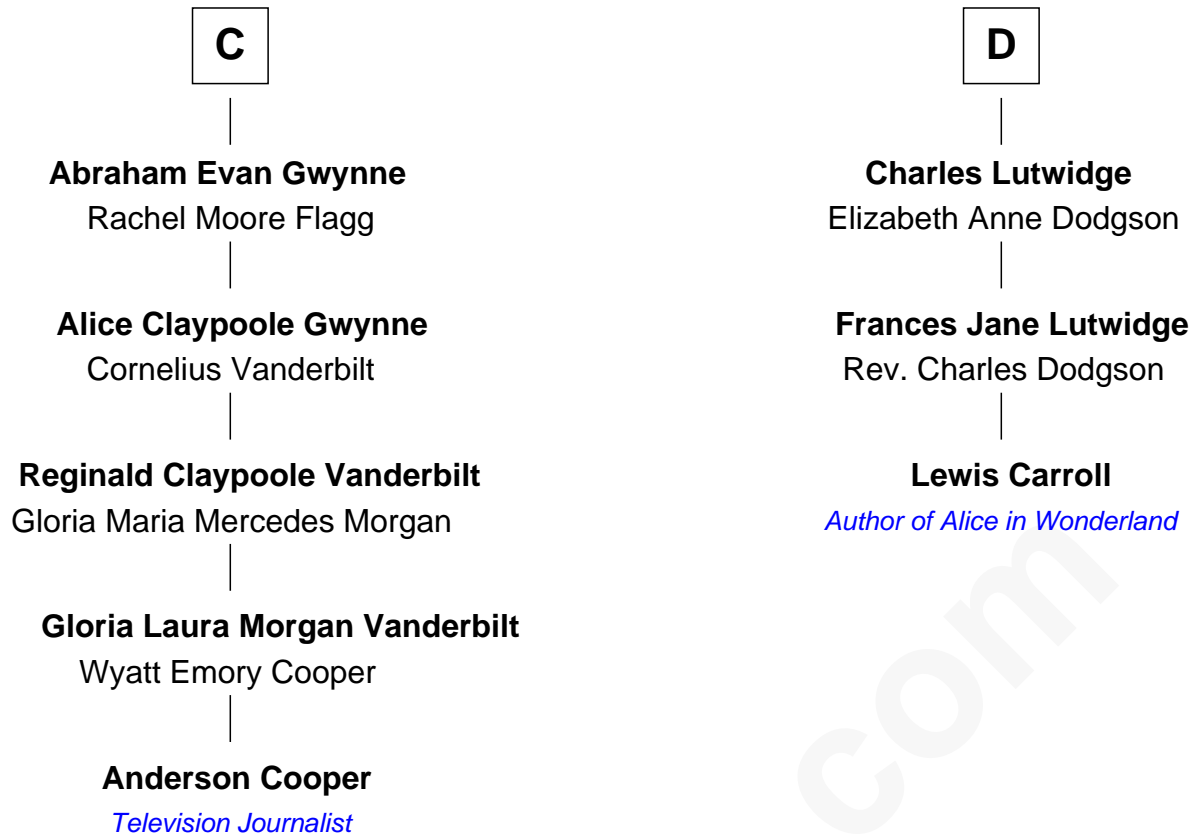 C
Abraham Evan Gwynne
Rachel Moore Flagg
Alice Claypoole Gwynne
Cornelius Vanderbilt
Reginald Claypoole Vanderbilt
Gloria Maria Mercedes Morgan
Gloria Laura Morgan Vanderbilt
Wyatt Emory Cooper
Anderson Cooper
Television Journalist
D
Charles Lutwidge
Elizabeth Anne Dodgson
Frances Jane Lutwidge
Rev. Charles Dodgson
Lewis Carroll
Author of Alice in Wonderland
com